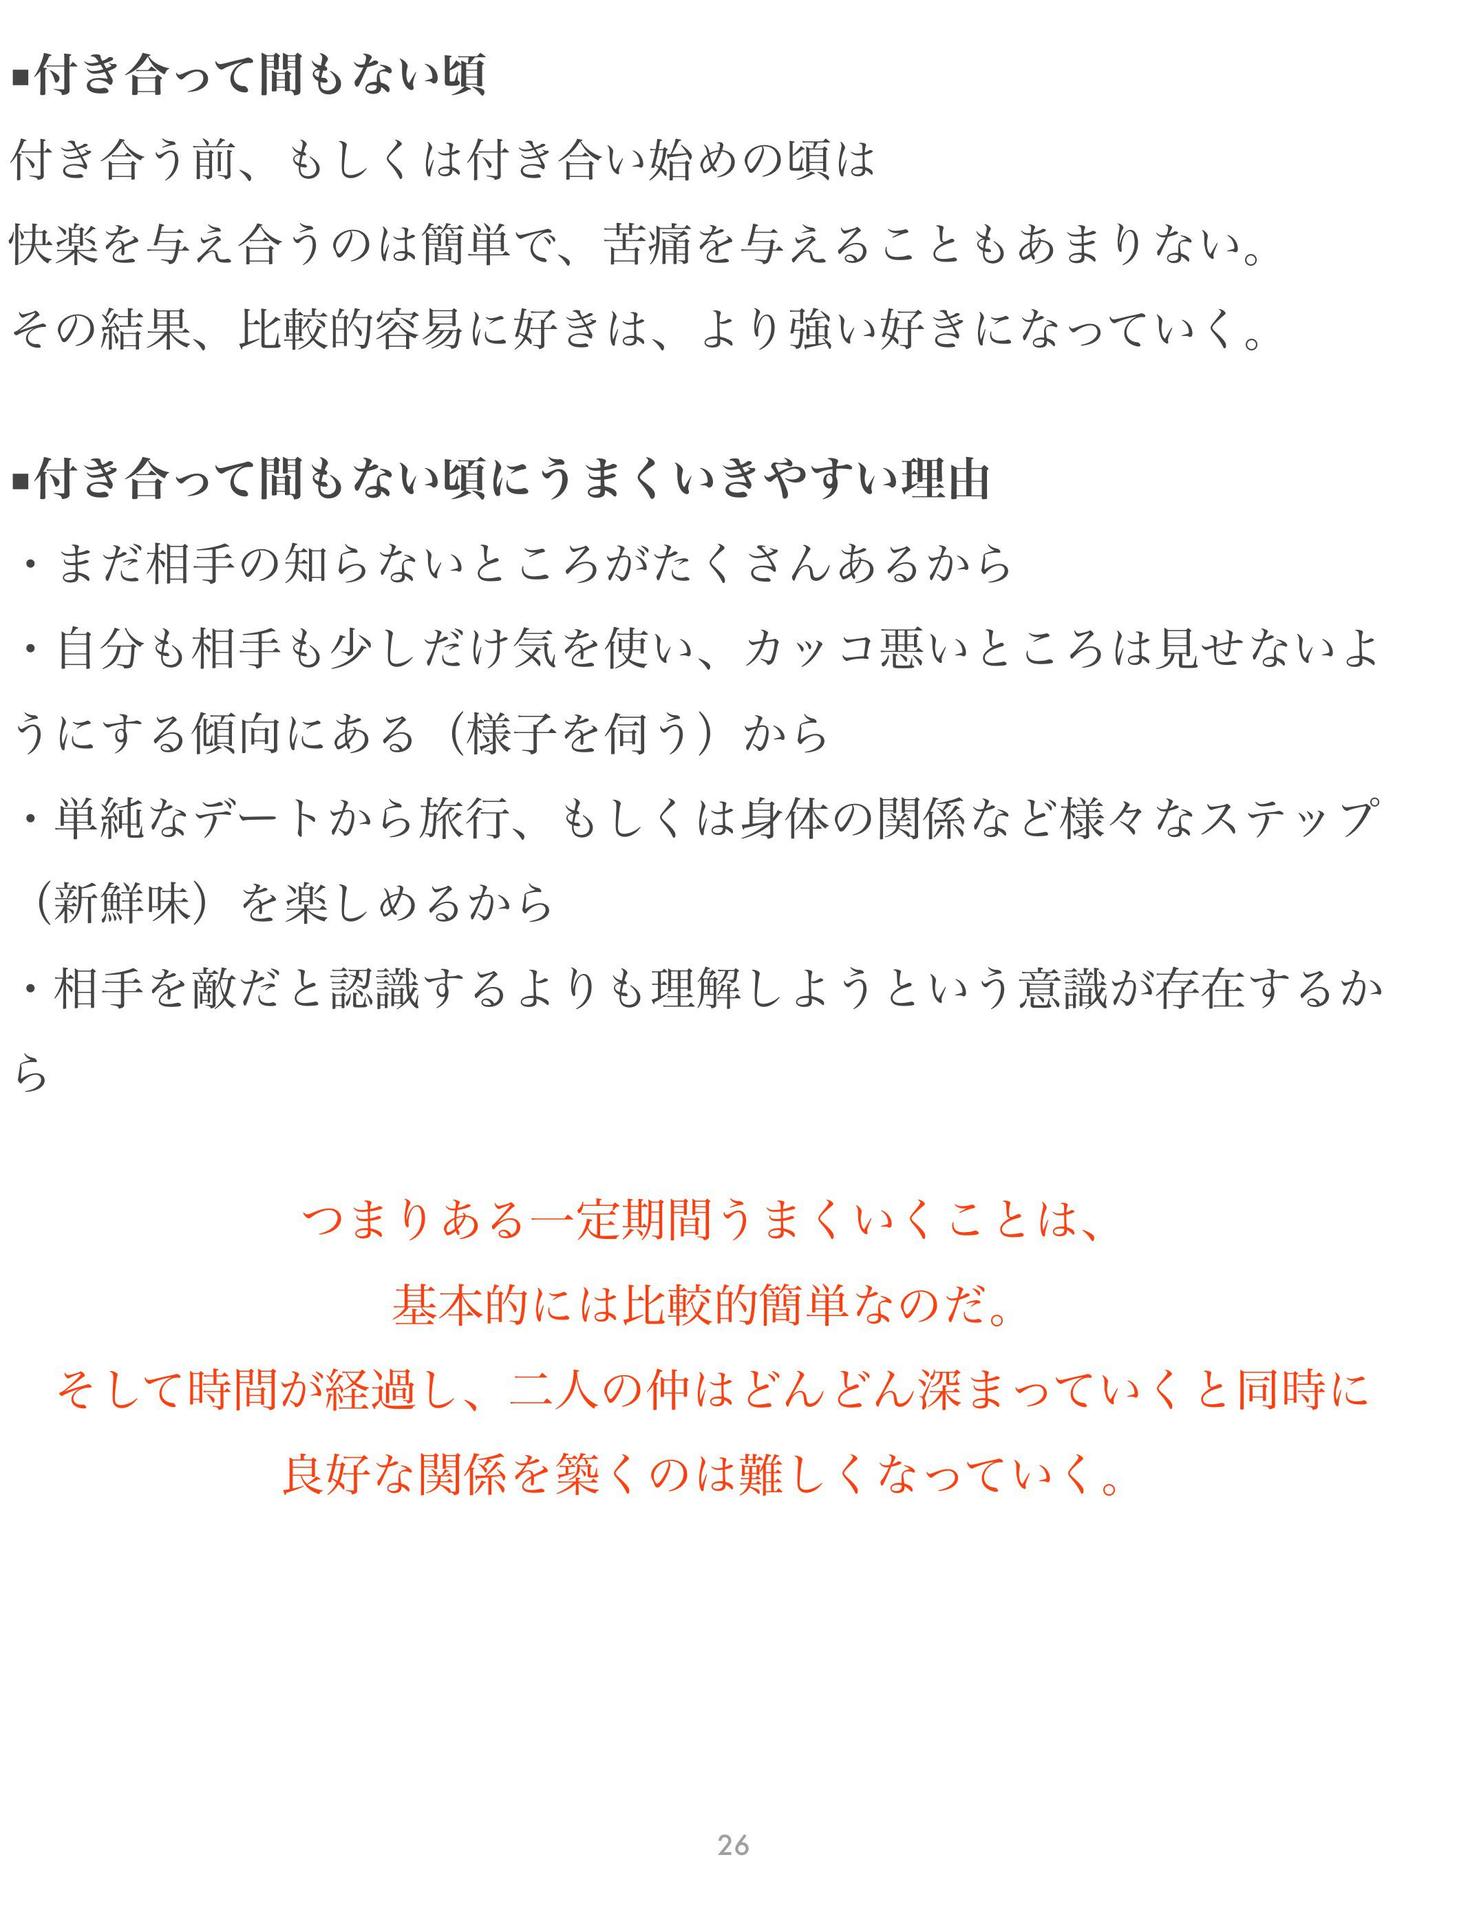 ▪付き合って間もない頃
付き合う前、もしくは付き合い始めの頃は
快楽を与え合うのは簡単で、苦痛を与えることもあまりない。
その結果、比較的容易に好きは、より強い好きになっていく。
▪付き合って間もない頃にうまくいきやすい理由
・まだ相手の知らないところがたくさんあるから
・自分も相手も少しだけ気を使い、カッコ悪いところは見せないよ
うにする傾向にある（様子を伺う）から
・単純なデートから旅行、もしくは身体の関係など様々なステップ
（新鮮味）を楽しめるから
・相手を敵だと認識するよりも理解しようという意識が存在するか
ら
つまりある一定期間うまくいくことは、
基本的には比較的簡単なのだ。
そして時間が経過し、二人の仲はどんどん深まっていくと同時に
良好な関係を築くのは難しくなっていく。
26